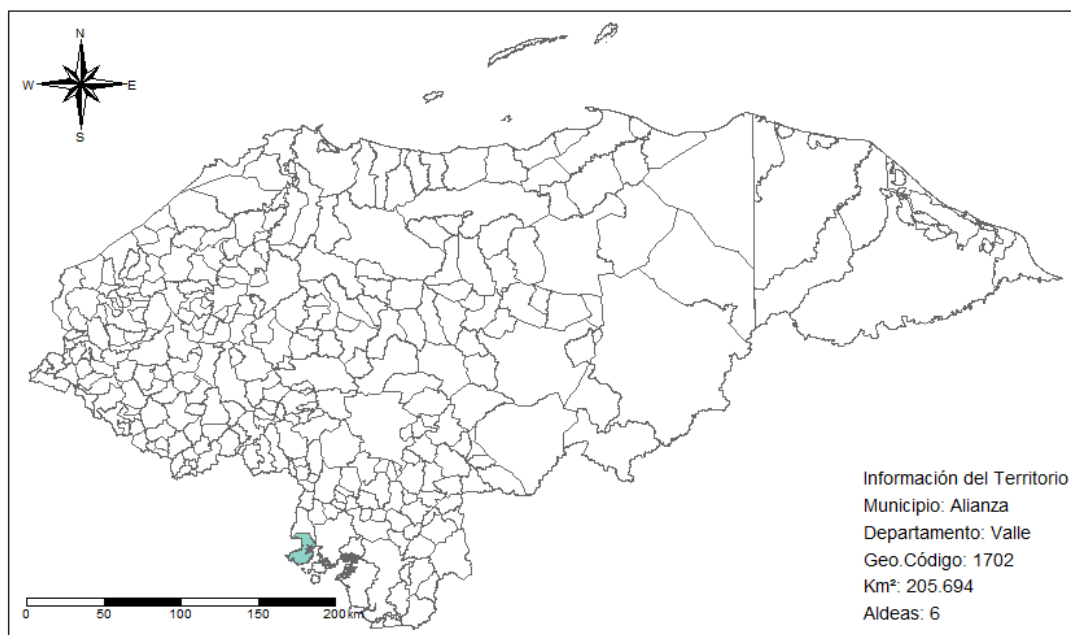 N
W E
S
Información del Territorio
Municipio: Alianza
Departamento: Valle
Geo.Código: 1702
Km²: 205.694
Aldeas: 6
0 50 100 150 200 km